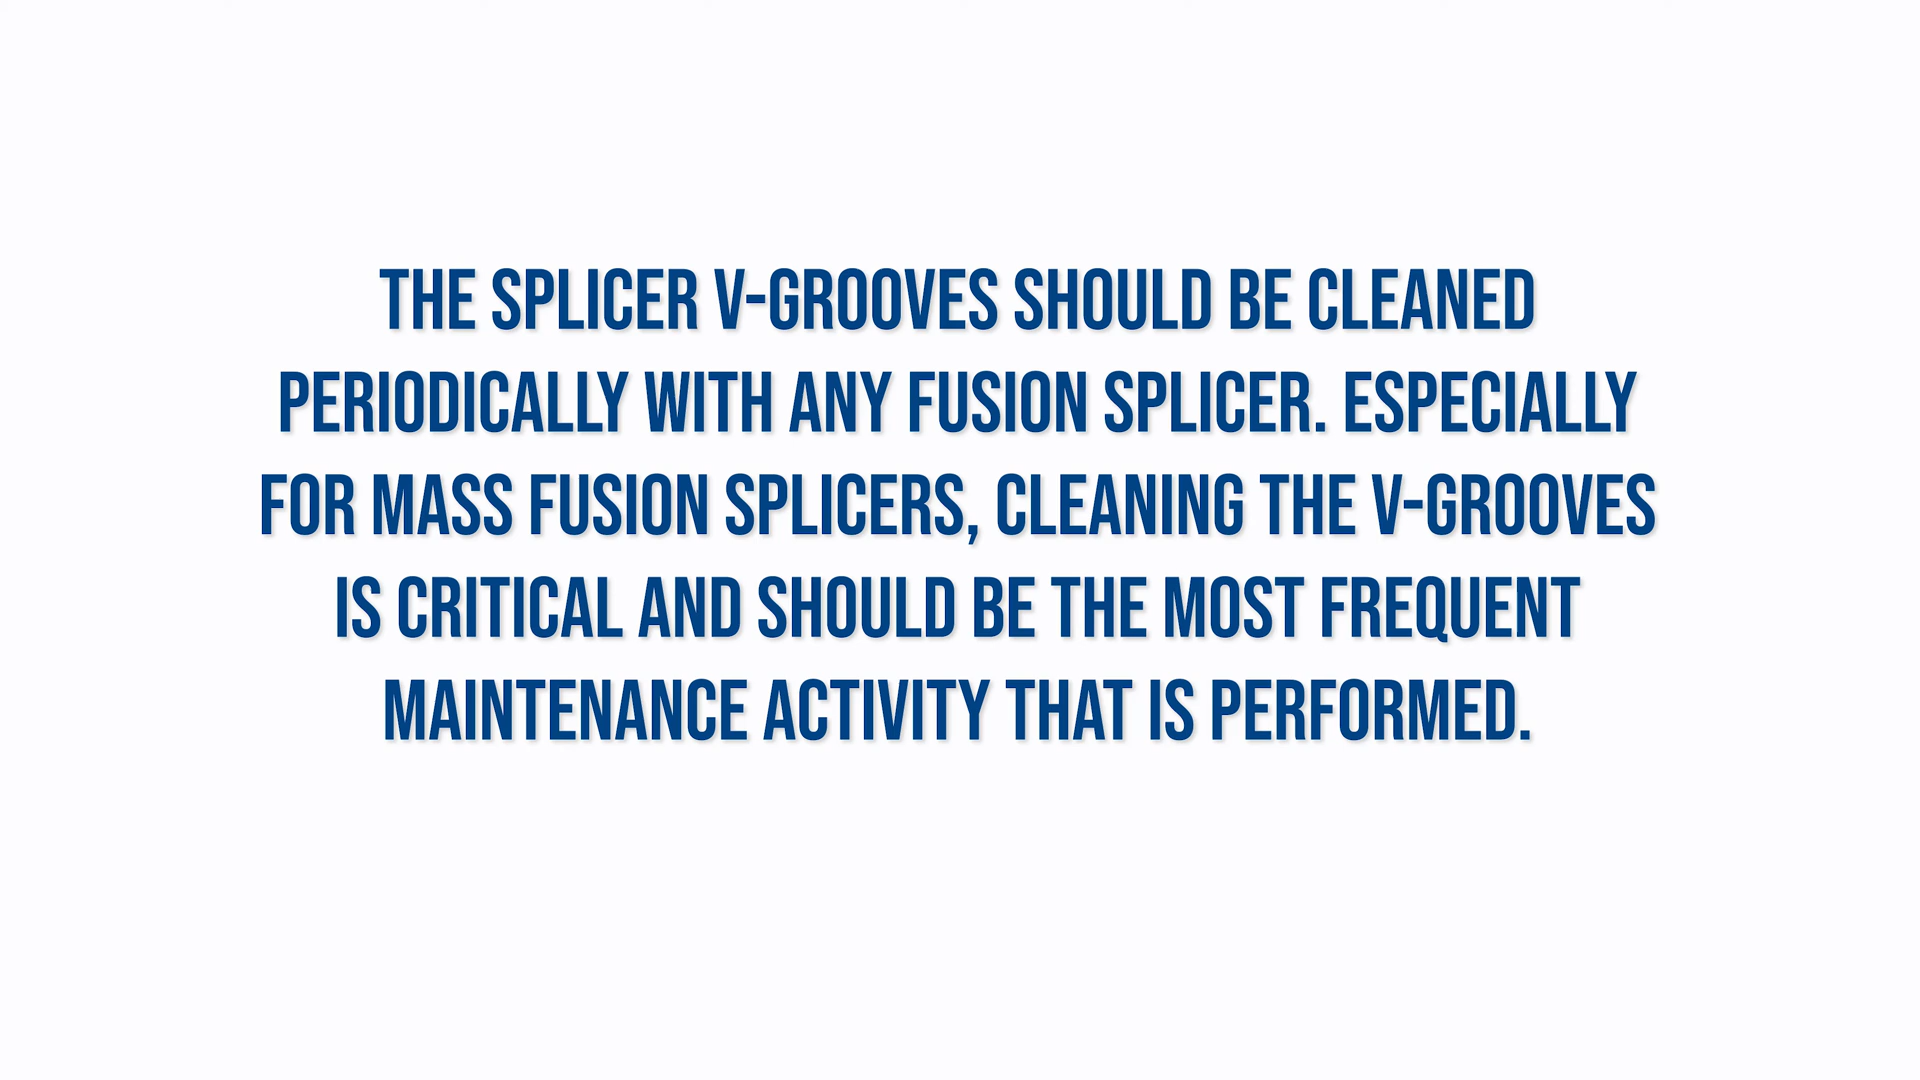 THE SPLICER V-GROOVES SHOULD BE CLEANED
PERIODICALLY WITH ANY FUSION SPLICER. ESPECIALLY
FOR MASS FUSION SPLICERS, CLEANING THE V-GROOVES
IS CRITICAL AND SHOULD BE THE MOST FREQUENT
MAINTENANCE ACTIVITY THAT IS PERFORMED.